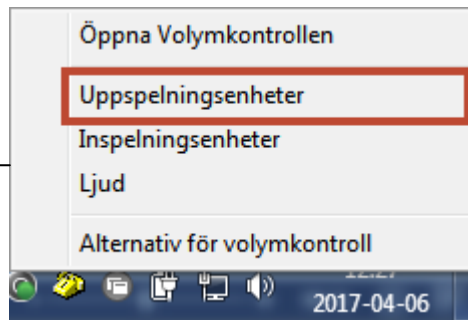 Öppna Volymkontrollen
Uppspelningsenheter
Inspelningsenheter
Ljud
Alternativ för volymkontroll
2017-04-06